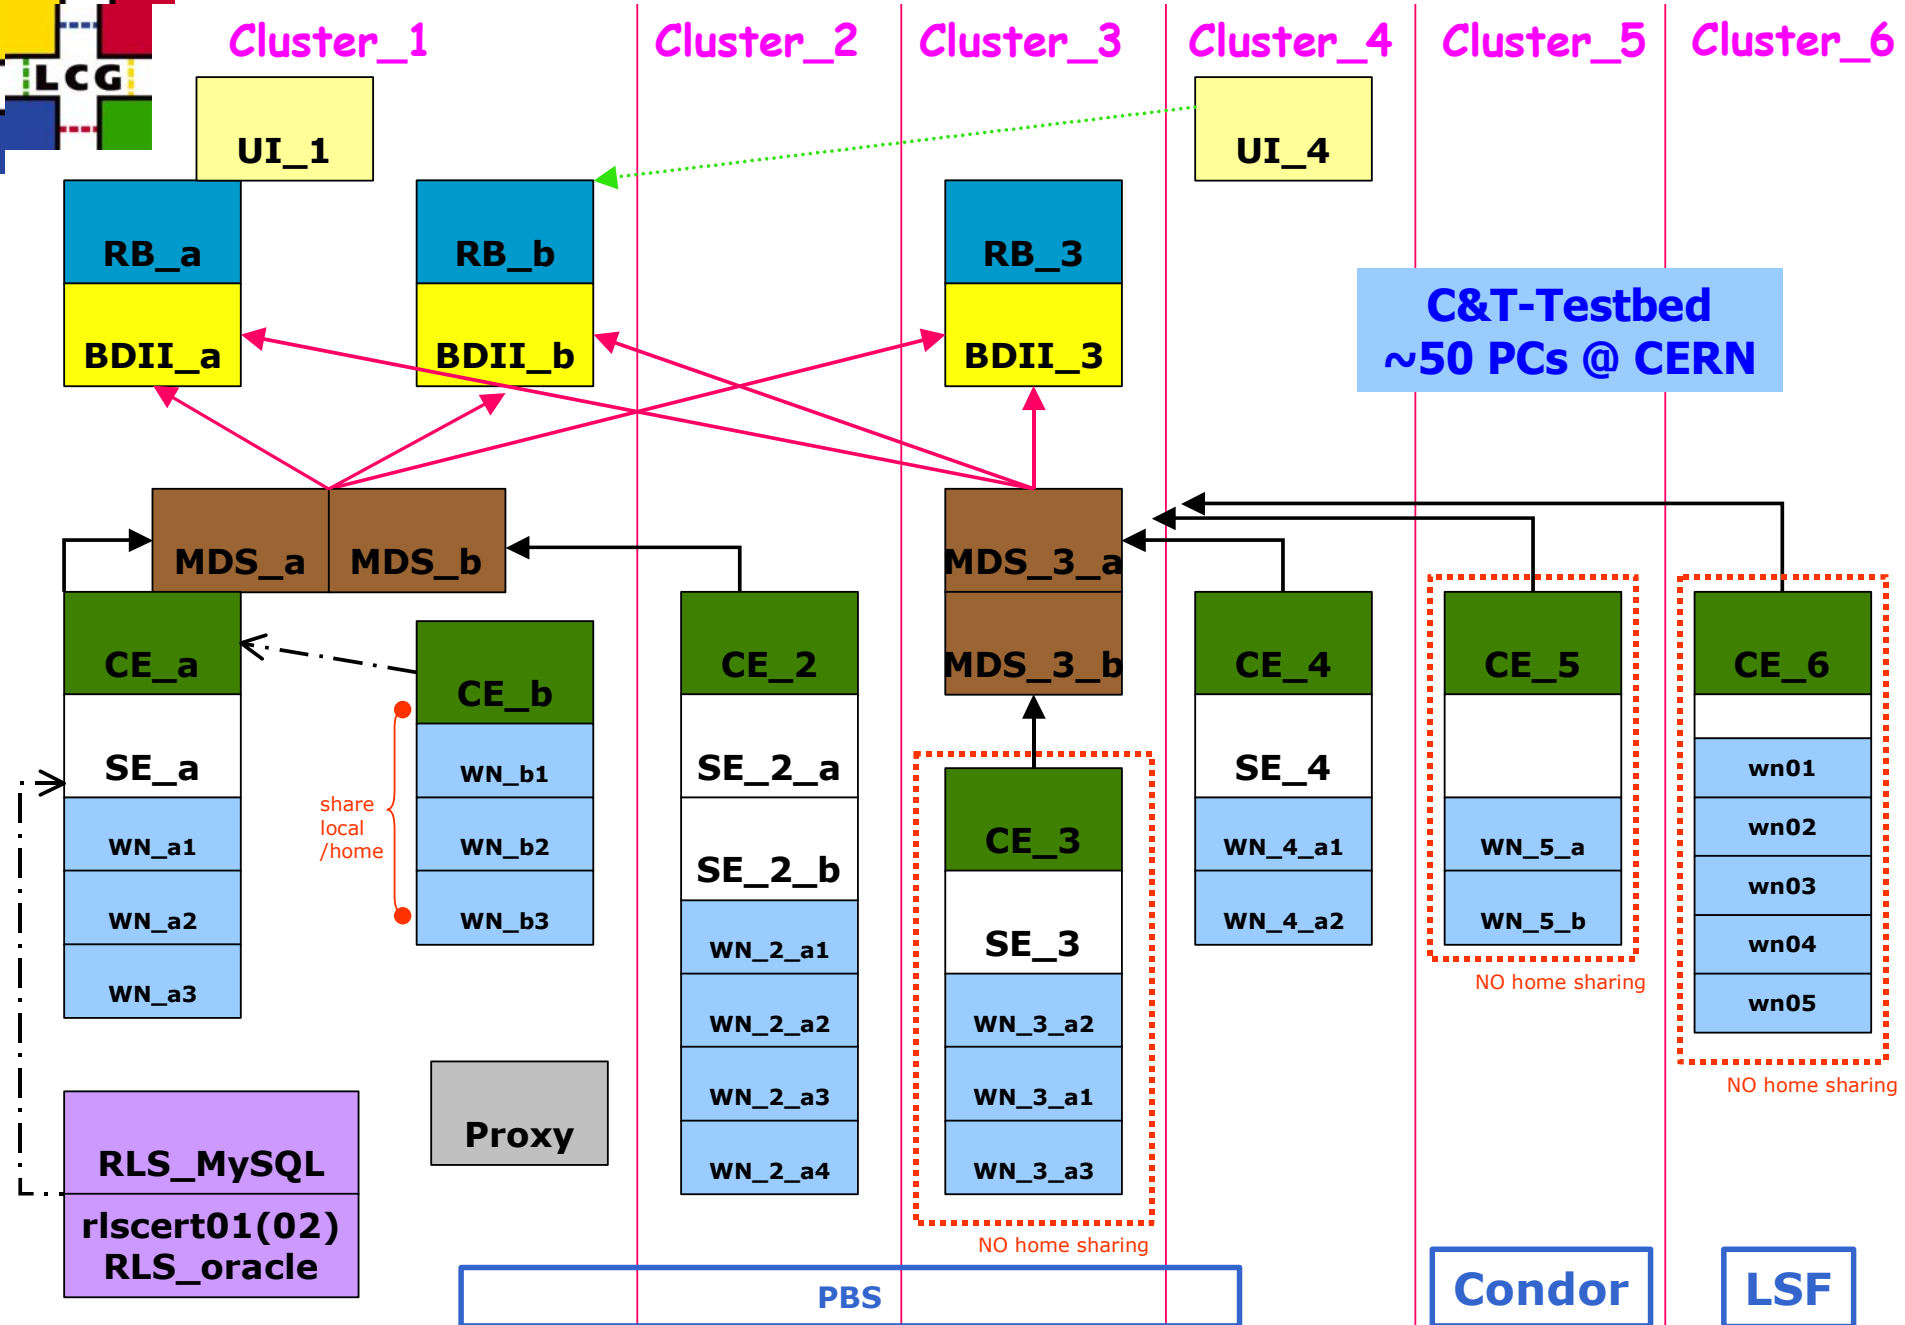 LCG
Cluster_1
Cluster_2
Cluster_3
Cluster_4
Cluster_5
Cluster_6
UI_1
UI_4
RB_a
RB_b
RB_3
BDII_a
BDII_b
BDII_3
C&T-Testbed
~50 PCs @ CERN
MDS_a
MDS_b
MDS_3_a
MDS_3_b
CE_a
SE_a
WN_a1
WN_a2
WN_a3
CE_b
WN_b1
WN_b2
WN_b3
share
local
/home
CE_2
SE_2_a
SE_2_b
WN_2_a1
WN_2_a2
WN_2_a3
WN_2_a4
CE_3
SE_3
WN_3_a2
WN_3_a1
WN_3_a3
NO home sharing
CE_4
SE_4
WN_4_a1
WN_4_a2
CE_5
WN_5_a
WN_5_b
NO home sharing
CE_6
wn01
wn02
wn03
wn04
wn05
NO home sharing
Proxy
RLS_MySQL
rlscert01(02)
RLS_oracle
PBS
Condor
LSF